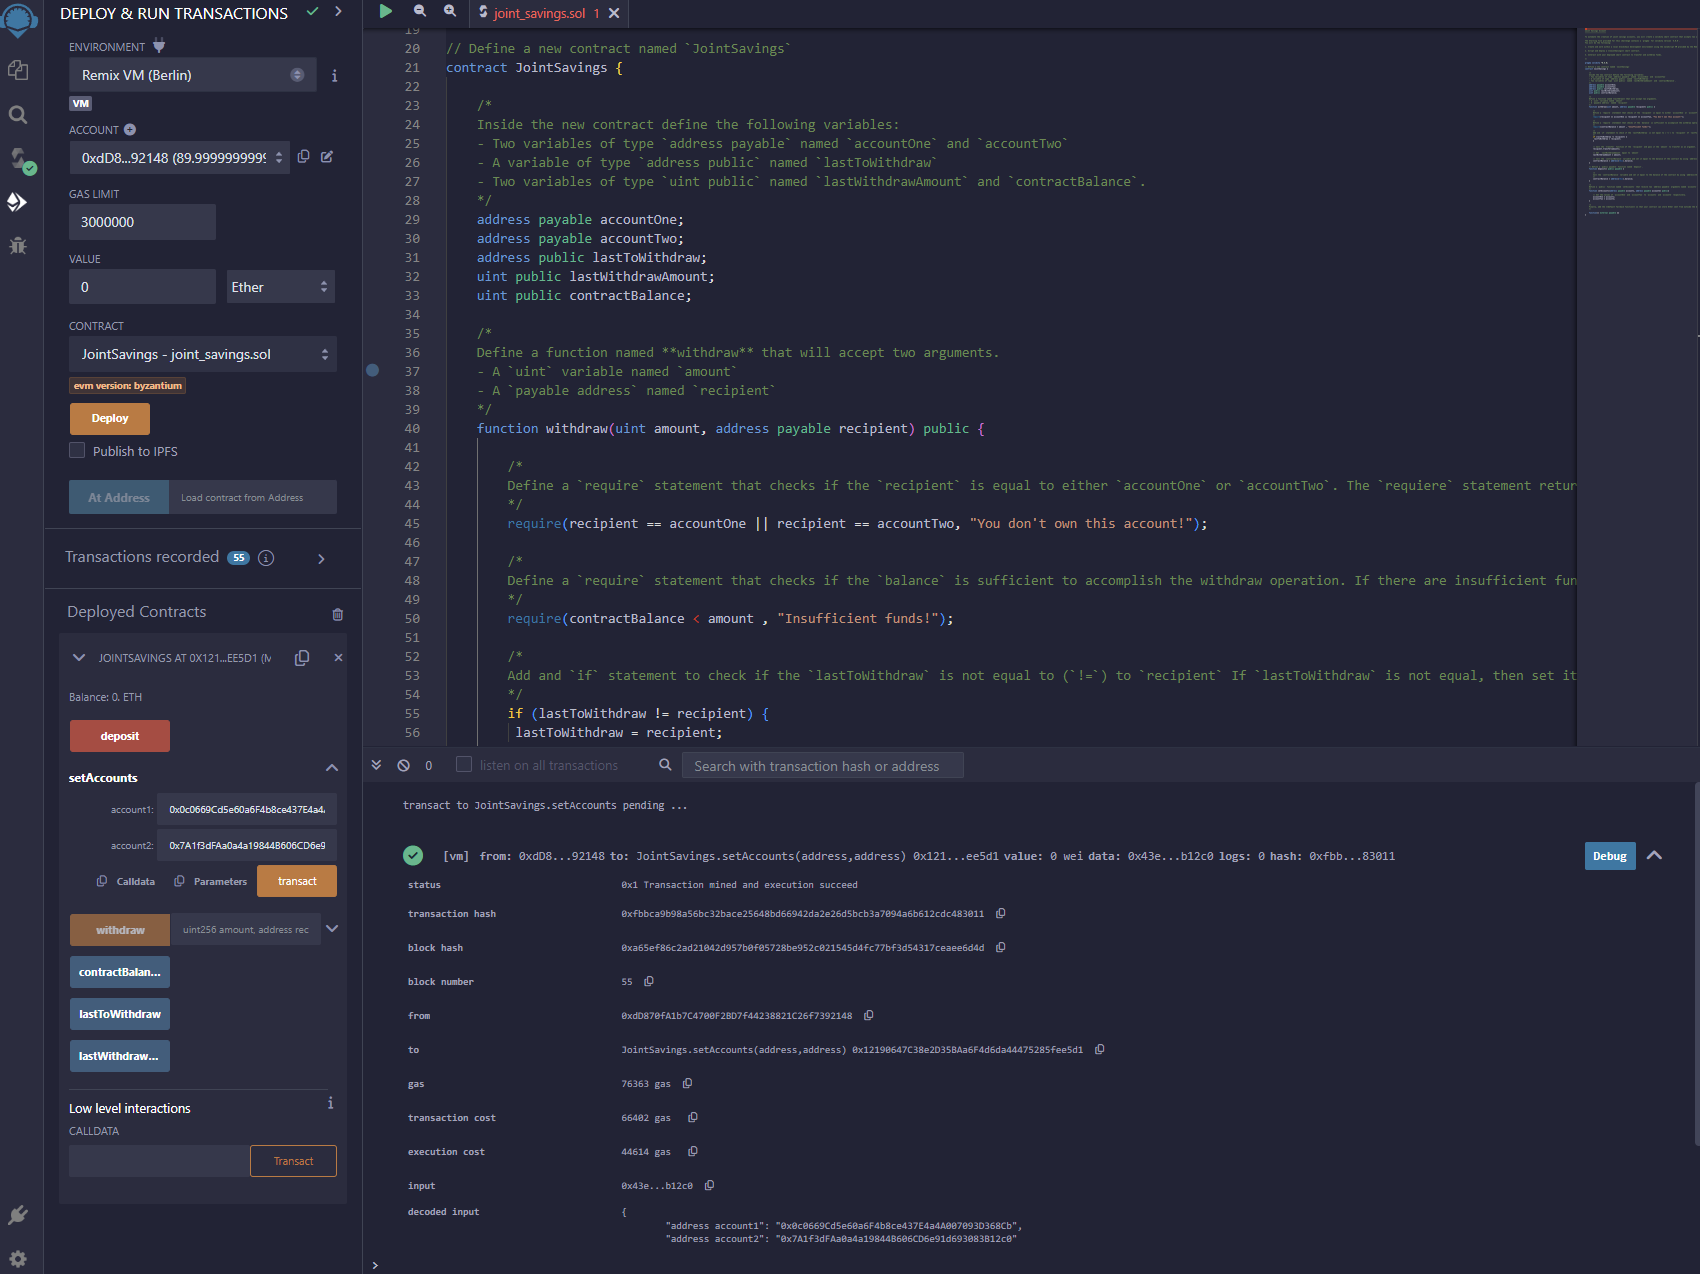 DEPLOY & RUN TRANSACTIONS
ENVIRONMENT
Remix VM (Berlin)
VM
ACCOUNT
0xdD8...92148 (89.9999999999
GAS LIMIT
3000000
VALUE
0
Ether
CONTRACT
JointSavings - joint_savings.sol
evm version: byzantium
Deploy
Publish to IPFS
At Address
Load contract from Address
Transactions recorded 55
Deployed Contracts
JOINTSAVINGS AT 0X121...EE5D1 (M
Balance: 0. ETH
deposit
setAccounts
account1: 0x0c0669Cd5e60a6F4b8ce437E4a4
account2: 0x7A1f3dFAa0a4a19844B606CD6e9
Calldata
Parameters
transact
withdraw
uint256 amount, address rec
contractBalan...
lastToWithdraw
lastWithdraw...
Low level interactions
CALLDATA
Transact
joint_savings.sol 1
19
20 // Define a new contract named `JointSavings`
21 contract JointSavings {
22
23 /*
24 Inside the new contract define the following variables:
25 - Two variables of type `address payable` named `accountOne` and `accountTwo`
26 - A variable of type `address public` named `lastToWithdraw`
27 - Two variables of type `uint public` named `lastWithdrawAmount` and `contractBalance`.
28 */
29 address payable accountOne;
30 address payable accountTwo;
31 address public lastToWithdraw;
32 uint public lastWithdrawAmount;
33 uint public contractBalance;
34
35 /*
36 Define a function named **withdraw** that will accept two arguments.
37 - A `uint` variable named `amount`
38 - A `payable address` named `recipient`
39 */
40 function withdraw(uint amount, address payable recipient) public {
41
42 /*
43 Define a `require` statement that checks if the `recipient` is equal to either `accountOne` or `accountTwo`. The `requiere` statement retur
44 */
45 require(recipient == accountOne || recipient == accountTwo, "You don't own this account!");
46
47 /*
48 Define a `require` statement that checks if the `balance` is sufficient to accomplish the withdraw operation. If there are insufficient fun
49 */
50 require(contractBalance < amount , "Insufficient funds!");
51
52 /*
53 Add and `if` statement to check if the `lastToWithdraw` is not equal to (`!=`) to `recipient` If `lastToWithdraw` is not equal, then set it
54 */
55 if (lastToWithdraw != recipient) {
56 lastToWithdraw = recipient;
0
listen on all transactions
Search with transaction hash or address
transact to JointSavings.setAccounts pending ...
[vm] from: 0xdD8...92148 to: JointSavings.setAccounts(address,address) 0x121...ee5d1 value: 0 wei data: 0x43e...b12c0 logs: 0 hash: 0xfbb...83011
Debug
status 0x1 Transaction mined and execution succeed
transaction hash 0xfbbca9b98a56bc32bace25648bd66942da2e26d5bcb3a7094a6b612cdc483011
block hash 0xa65ef86c2ad21042d957b0f05728be952c021545d4fc77bf3d54317ceaee6d4d
block number 55
from 0xdD870fA1b7C4700F2BD7f44238821C26f7392148
to JointSavings.setAccounts(address,address) 0x12190647C38e2D35BAa6F4d6da44475285fee5d1
gas 76363 gas
transaction cost 66402 gas
execution cost 44614 gas
input 0x43e...b12c0
decoded input {
"address account1": "0x0c0669Cd5e60a6F4b8ce437E4a4A007093D368Cb",
"address account2": "0x7A1f3dFAa0a4a19844B606CD6e91d693083B12c0"
>